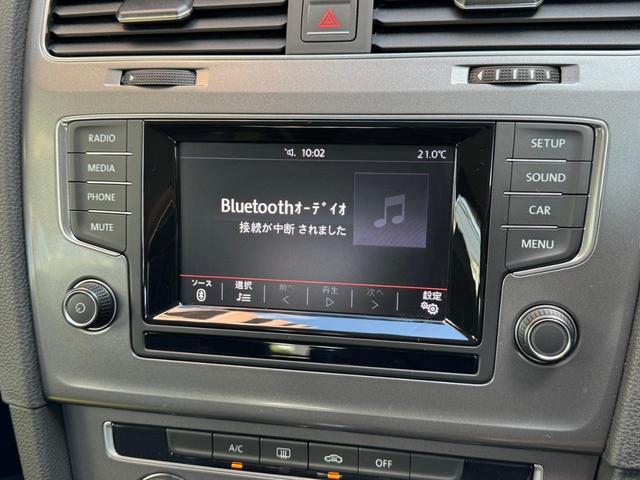 RADIO
MEDIA
PHONE
MUTE
10:02
21.0℃
Bluetoothｵｰﾃﾞｨｵ
接続が中断 されました
ソース
選択
前へ
再生
次へ
設定
SETUP
SOUND
CAR
MENU
A/C
OFF